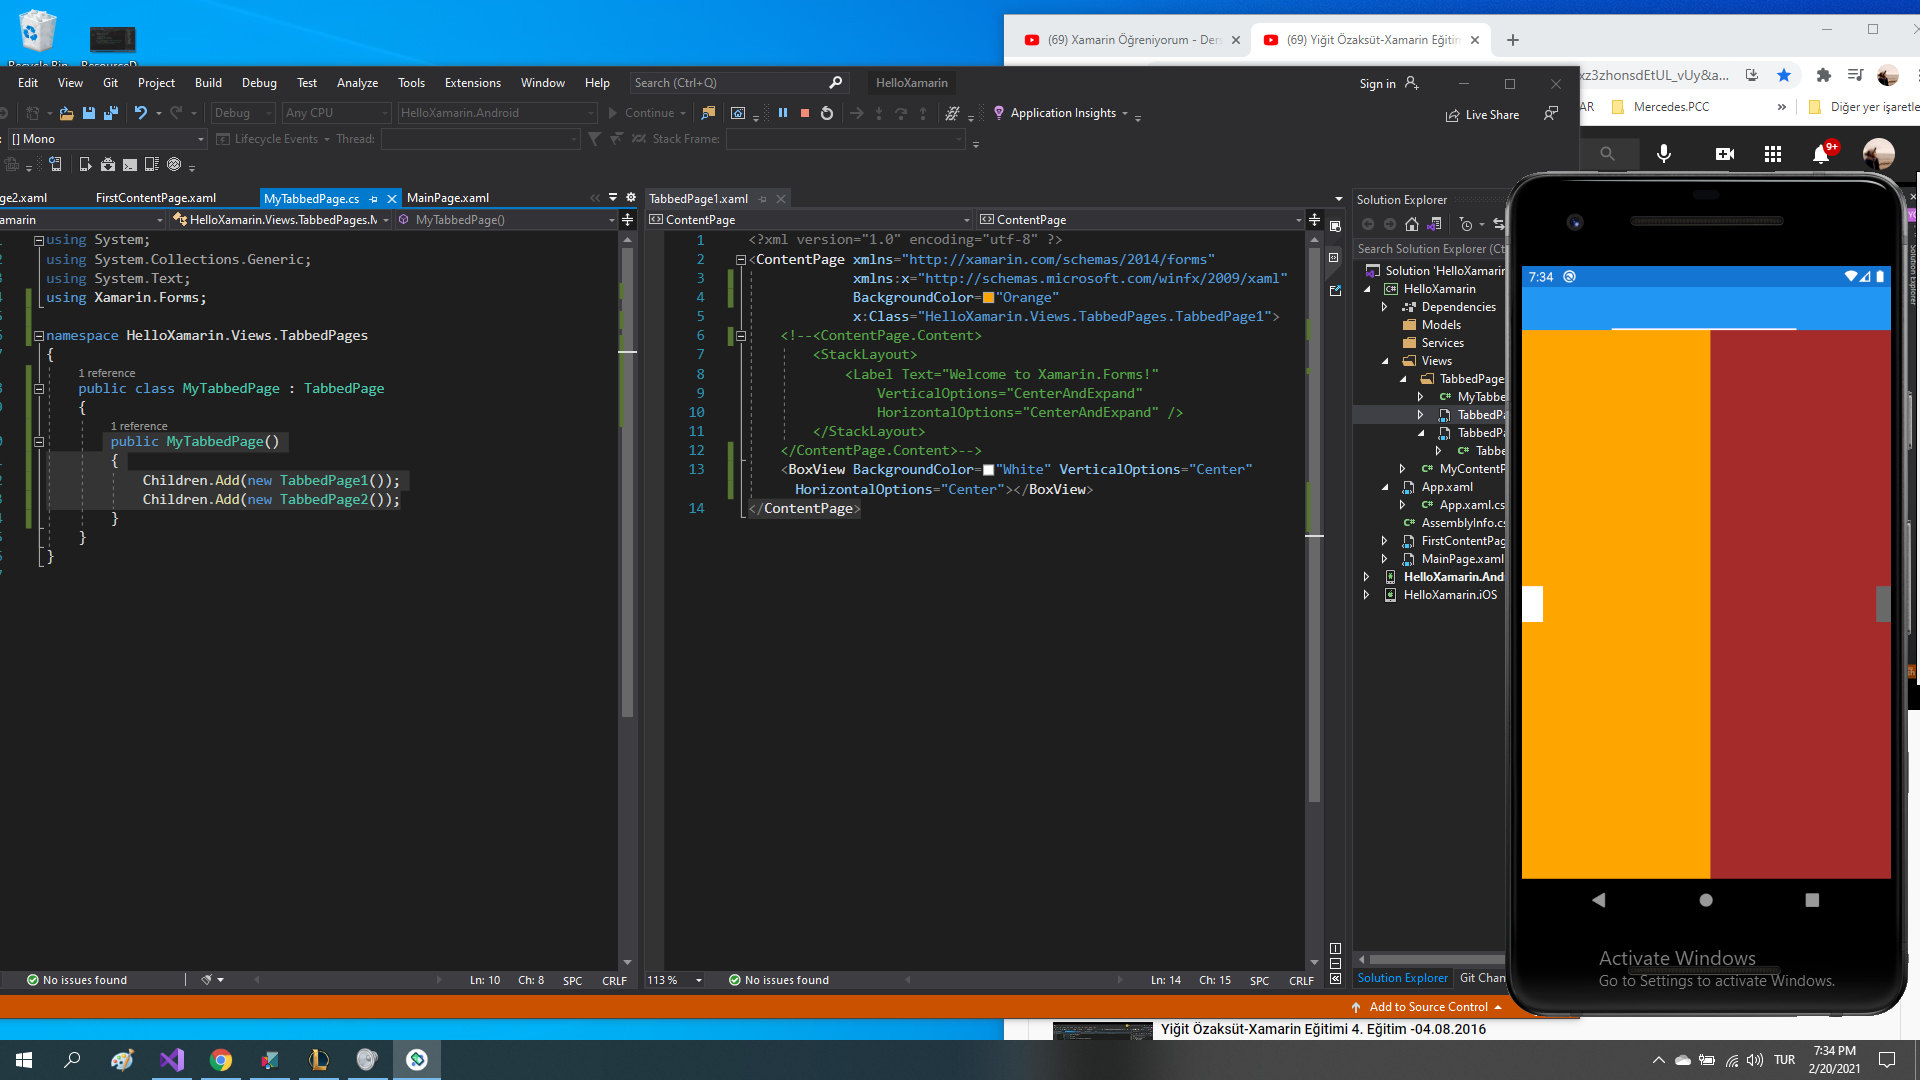 Recycle Bin
ResourceD
(69) Xamarin Öğreniyorum - Ders
(69) Yiğit Özaksüt-Xamarin Eğitim
xz3zhonsdEtUL_vUy&a...
AR
Mercedes.PCC
»
Diğer yer işaretle
9+
Edit View Git Project Build Debug Test Analyze Tools Extensions Window Help
Search (Ctrl+Q)
HelloXamarin
Sign in
Debug
Any CPU
HelloXamarin.Android
Continue
Application Insights
Live Share
[] Mono
Lifecycle Events
Thread:
Stack Frame:
ge2.xaml
FirstContentPage.xaml
MyTabbedPage.cs
MainPage.xaml
amarin
HelloXamarin.Views.TabbedPages.M
MyTabbedPage()
using System;
using System.Collections.Generic;
using System.Text;
using Xamarin.Forms;
namespace HelloXamarin.Views.TabbedPages
{
1 reference
public class MyTabbedPage : TabbedPage
{
1 reference
public MyTabbedPage()
{
Children.Add(new TabbedPage1());
Children.Add(new TabbedPage2());
}
}
}
No issues found
Ln: 10 Ch: 8 SPC CRLF
TabbedPage1.xaml
ContentPage
ContentPage
1 <?xml version="1.0" encoding="utf-8" ?>
2 <ContentPage xmlns="http://xamarin.com/schemas/2014/forms"
3 xmlns:x="http://schemas.microsoft.com/winfx/2009/xaml"
4 BackgroundColor="Orange"
5 x:Class="HelloXamarin.Views.TabbedPages.TabbedPage1">
6 <!--<ContentPage.Content>
7 <StackLayout>
8 <Label Text="Welcome to Xamarin.Forms!"
9 VerticalOptions="CenterAndExpand"
10 HorizontalOptions="CenterAndExpand" />
11 </StackLayout>
12 </ContentPage.Content>-->
13 <BoxView BackgroundColor="White" VerticalOptions="Center"
HorizontalOptions="Center"></BoxView>
14 </ContentPage>
113 %
No issues found
Ln: 14 Ch: 15 SPC CRLF
Solution Explorer
Search Solution Explorer (Ct
Solution 'HelloXamarin
HelloXamarin
Dependencies
Models
Services
Views
TabbedPage
MyTabbe
TabbedPa
TabbedPa
Tabbe
MyContentP
App.xaml
App.xaml.cs
AssemblyInfo.cs
FirstContentPag
MainPage.xaml
HelloXamarin.And
HelloXamarin.iOS
Solution Explorer
Git Chan
Add to Source Control
7:34
Activate Windows
Go to Settings to activate Windows.
Solution Explorer
Yiğit Özaksüt-Xamarin Eğitimi 4. Eğitim -04.08.2016
TUR
7:34 PM
2/20/2021